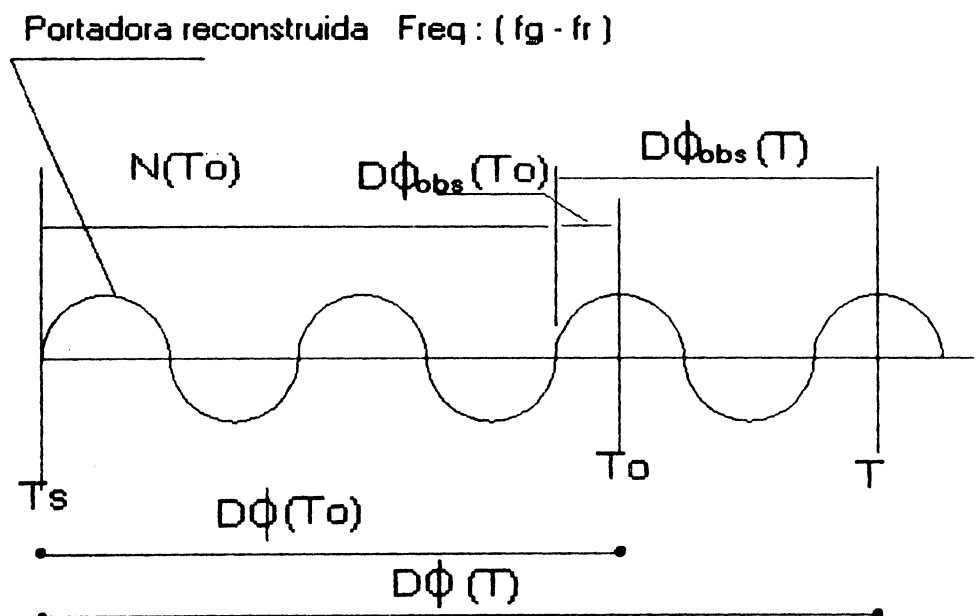 Portadora reconstruida Freq : ( fg - fr )
N(To)
Dϕobs(To)
Dϕobs(T)
Ts
To
T
Dϕ(To)
Dϕ(T)